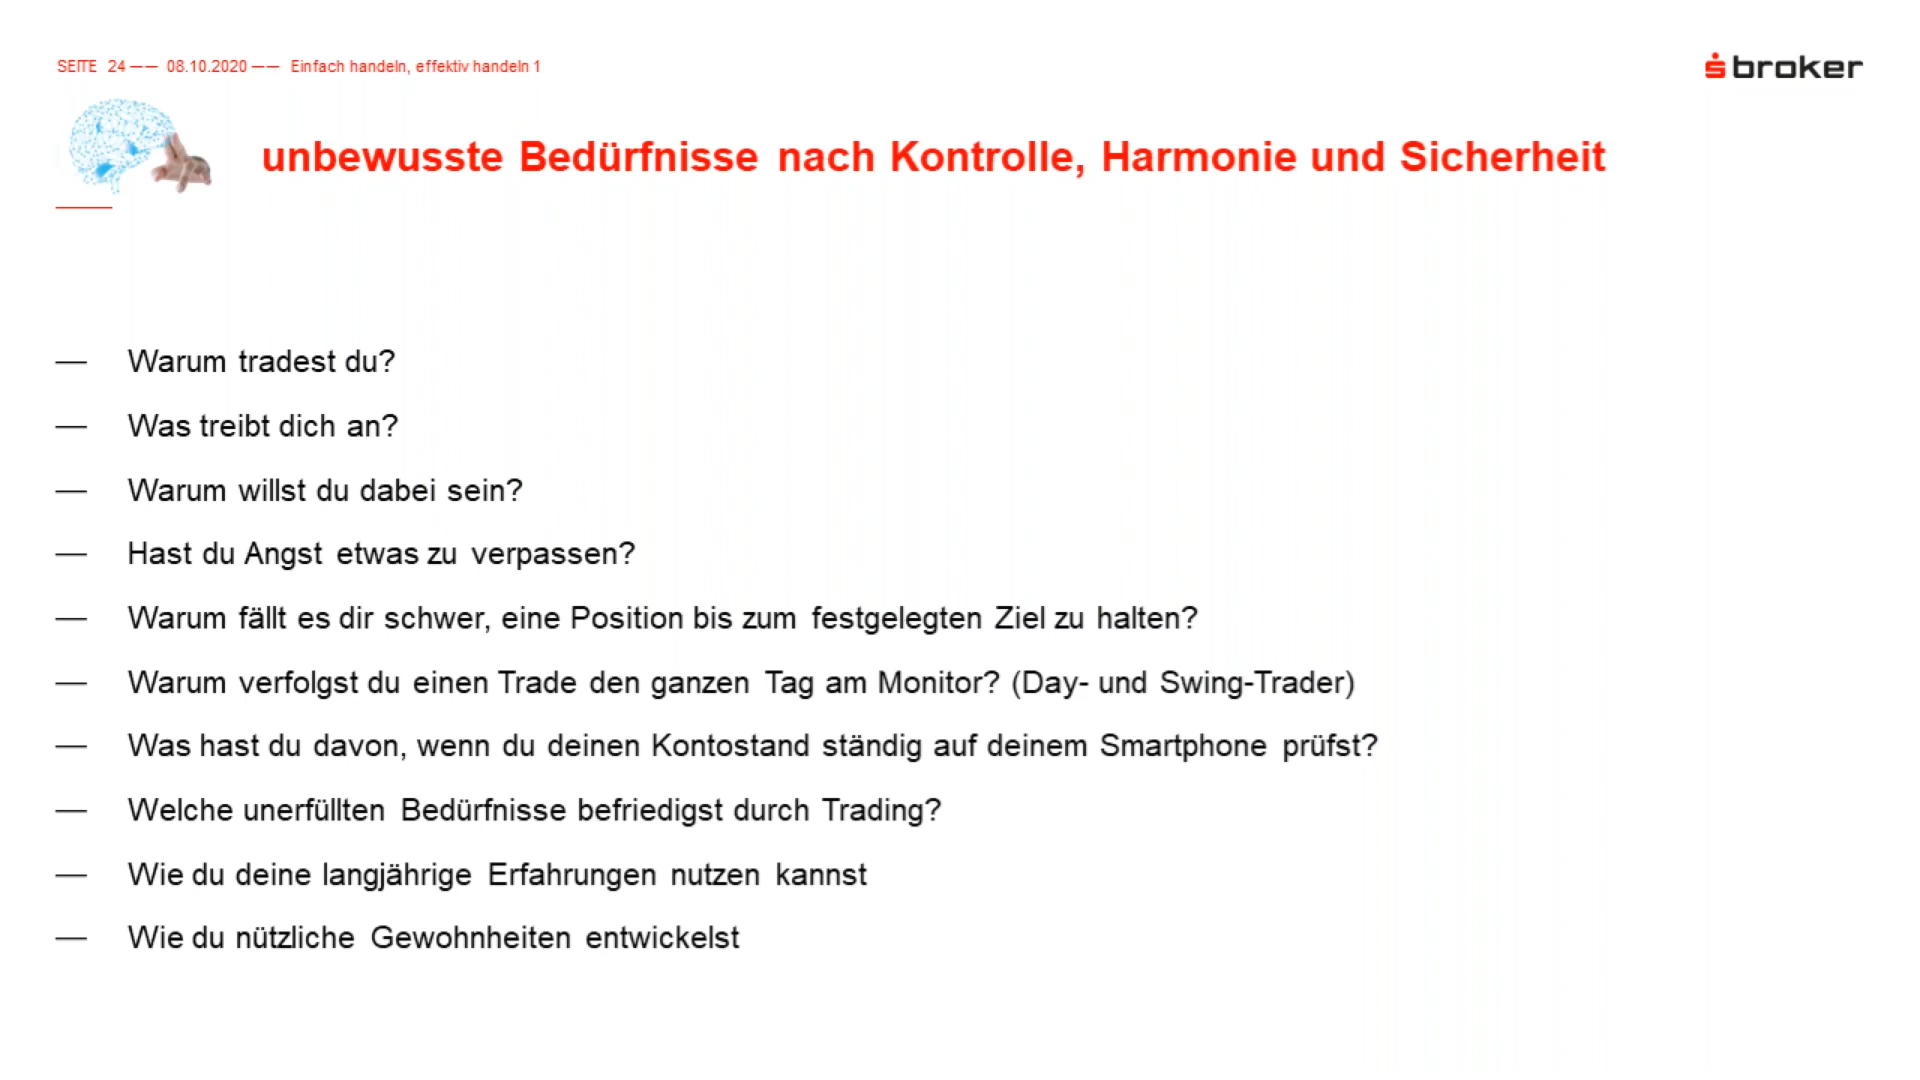 SEITE 24 —— 08.10.2020 —— Einfach handeln, effektiv handeln 1
broker
unbewusste Bedürfnisse nach Kontrolle, Harmonie und Sicherheit
— Warum tradest du?
— Was treibt dich an?
— Warum willst du dabei sein?
— Hast du Angst etwas zu verpassen?
— Warum fällt es dir schwer, eine Position bis zum festgelegten Ziel zu halten?
— Warum verfolgst du einen Trade den ganzen Tag am Monitor? (Day- und Swing-Trader)
— Was hast du davon, wenn du deinen Kontostand ständig auf deinem Smartphone prüfst?
— Welche unerfüllten Bedürfnisse befriedigst durch Trading?
— Wie du deine langjährige Erfahrungen nutzen kannst
— Wie du nützliche Gewohnheiten entwickelst